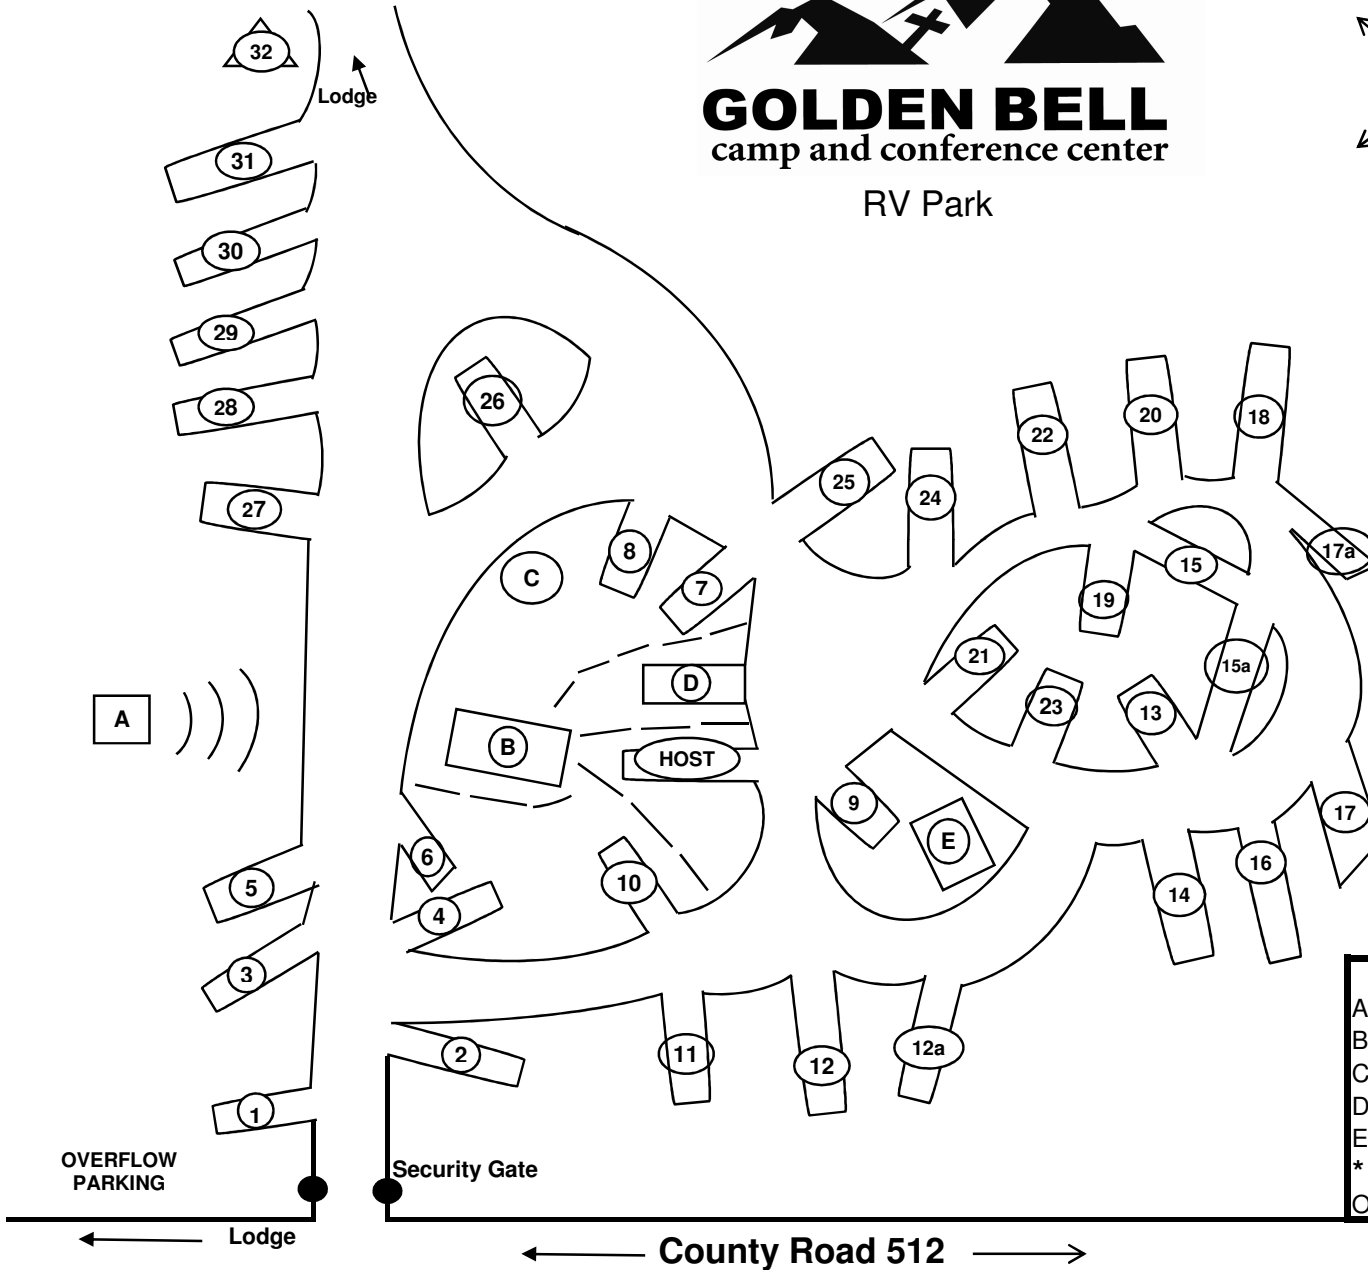 32
Lodge
GOLDEN BELL
camp and conference center
RV Park
31
30
29
28
27
26
25
24
22
20
18
17a
8
C
7
15
19
21
15a
23
13
D
A
B
HOST
9
E
17
6
5
4
10
16
14
3
2
11
12
12a
1
A
B
C
D
E
*
O
OVERFLOW
PARKING
Security Gate
Lodge
County Road 512